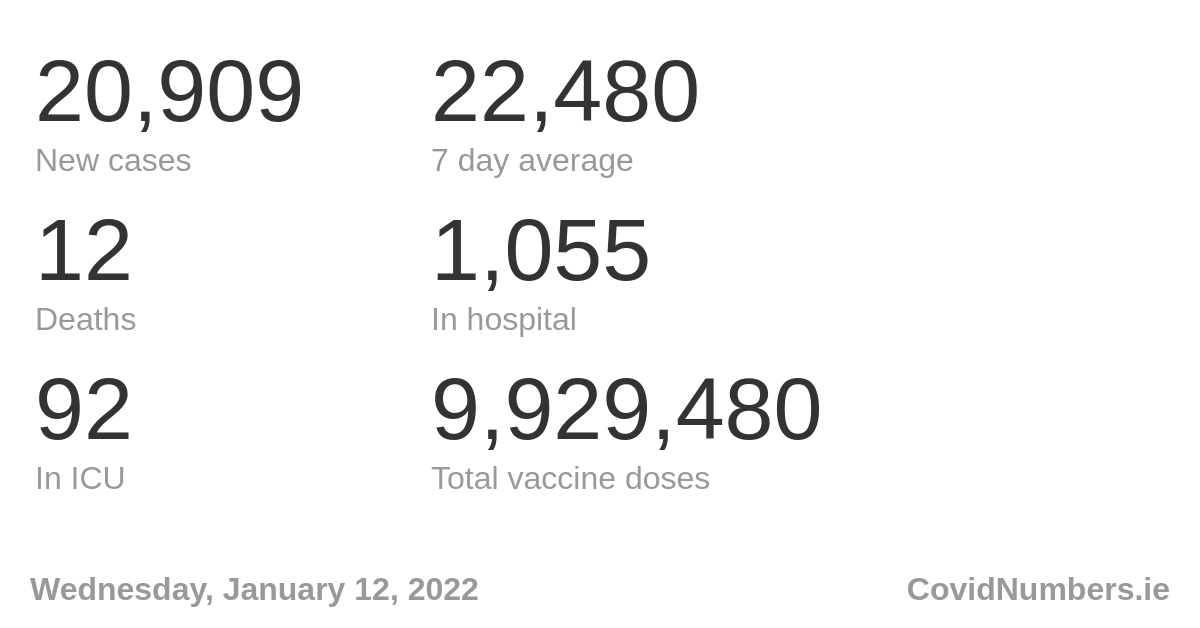 20,909
22,480
New cases
7 day average
12
1,055
Deaths
In hospital
92
9,929,480
In ICU
Total vaccine doses
Wednesday, January 12, 2022
CovidNumbers.ie